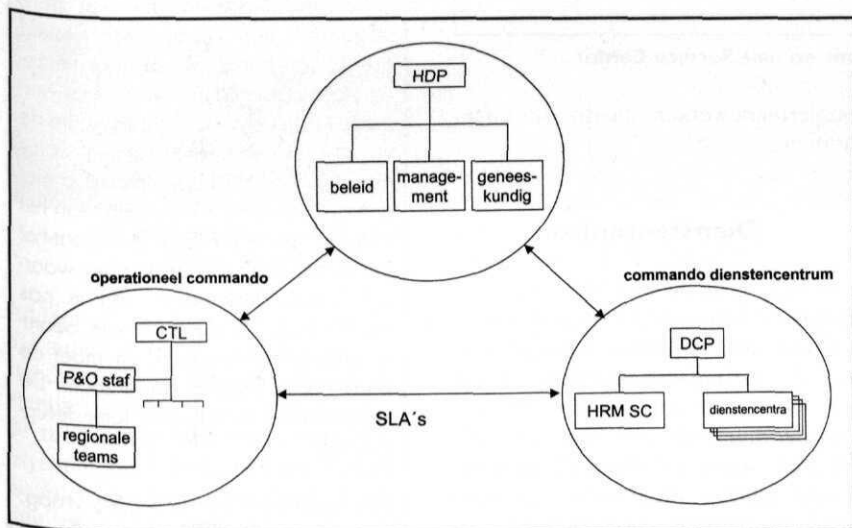 HDP
beleid
manage-
ment
genees-
kundig
operationeel commando
commando dienstencentrum
CTL
P&O staf
regionale
teams
SLA´s
DCP
HRM SC
dienstencentra